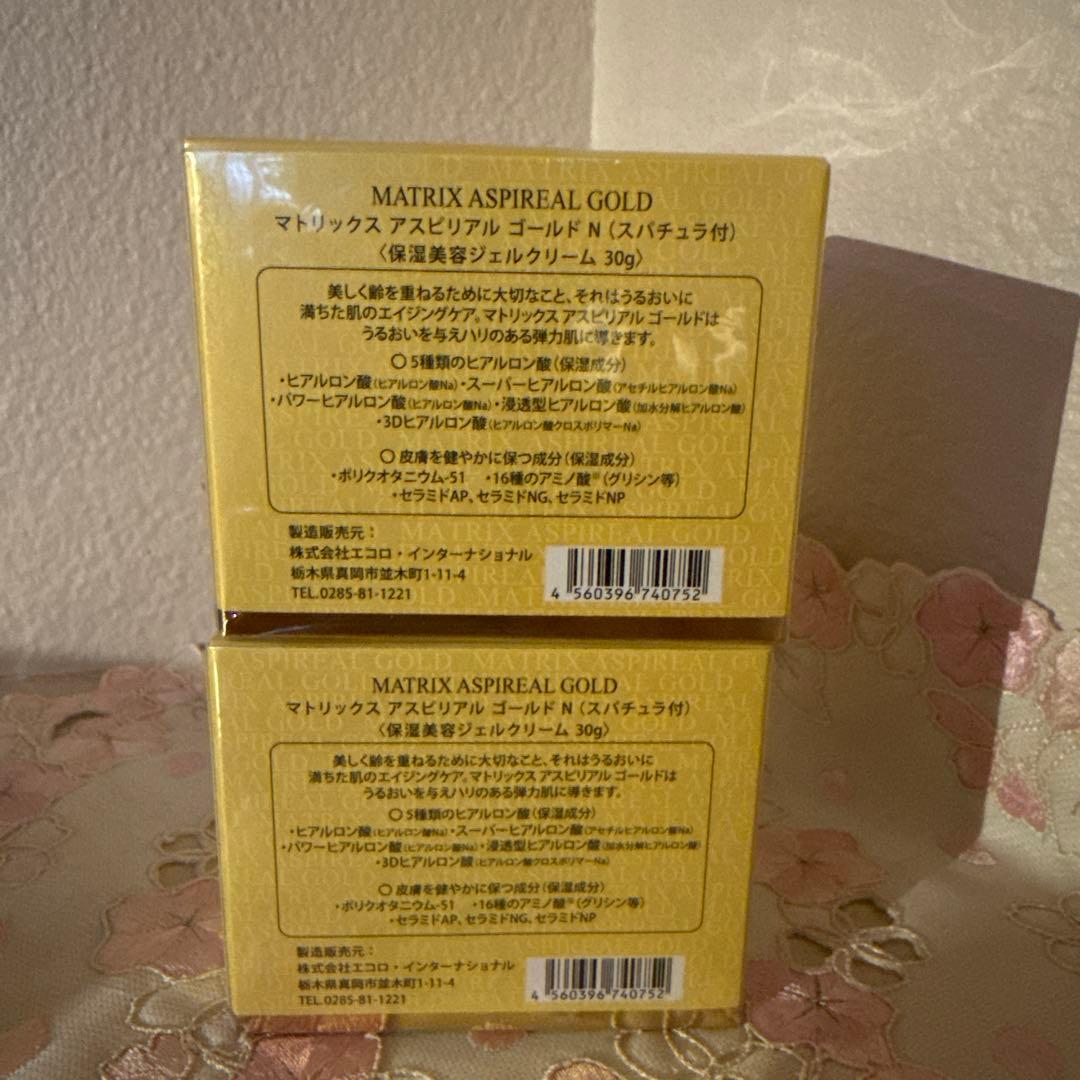 MATRIX ASPIREAL GOLD
マトリックス アスピリアル ゴールド N（スパチュラ付）
〈保湿美容ジェルクリーム 30g〉
美しく齢を重ねるために大切なこと、それはうるおいに
満ちた肌のエイジングケア。マトリックス アスピリアル ゴールドは
うるおいを与えハリのある弾力肌に導きます。
○ 5種類のヒアルロン酸（保湿成分）
・ヒアルロン酸（ヒアルロン酸Na）・スーパーヒアルロン酸（アセチルヒアルロン酸Na）
・パワーヒアルロン酸（ヒアルロン酸Na）・浸透型ヒアルロン酸（加水分解ヒアルロン酸）
・3Dヒアルロン酸（ヒアルロン酸クロスポリマーNa）
○ 皮膚を健やかに保つ成分（保湿成分）
・ポリクオタニウム-51　・16種のアミノ酸※（グリシン等）
・セラミドAP、セラミドNG、セラミドNP
製造販売元：
株式会社エコロ・インターナショナル
栃木県真岡市並木町1-11-4
TEL.0285-81-1221
4 560396 740752
MATRIX ASPIREAL GOLD
マトリックス アスピリアル ゴールド N（スパチュラ付）
〈保湿美容ジェルクリーム 30g〉
美しく齢を重ねるために大切なこと、それはうるおいに
満ちた肌のエイジングケア。マトリックス アスピリアル ゴールドは
うるおいを与えハリのある弾力肌に導きます。
○ 5種類のヒアルロン酸（保湿成分）
・ヒアルロン酸（ヒアルロン酸Na）・スーパーヒアルロン酸（アセチルヒアルロン酸Na）
・パワーヒアルロン酸（ヒアルロン酸Na）・浸透型ヒアルロン酸（加水分解ヒアルロン酸）
・3Dヒアルロン酸（ヒアルロン酸クロスポリマーNa）
○ 皮膚を健やかに保つ成分（保湿成分）
・ポリクオタニウム-51　・16種のアミノ酸※（グリシン等）
・セラミドAP、セラミドNG、セラミドNP
製造販売元：
株式会社エコロ・インターナショナル
栃木県真岡市並木町1-11-4
TEL.0285-81-1221
4 560396 740752